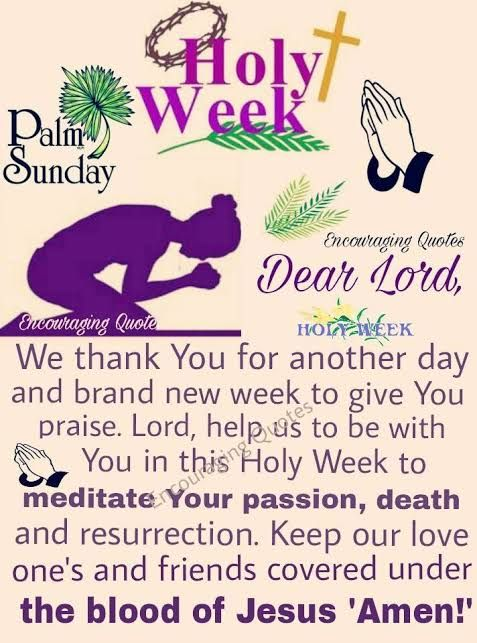 Holy
Week
Palm
Sunday
Encouraging Quotes
Dear Lord,
Encouraging Quote
HOLY WEEK
We thank You for another day
and brand new week to give You
praise. Lord, help us to be with
You in this Holy Week to
meditate Your passion, death
and resurrection. Keep our love
one's and friends covered under
the blood of Jesus 'Amen!'
Encouraging Quotes